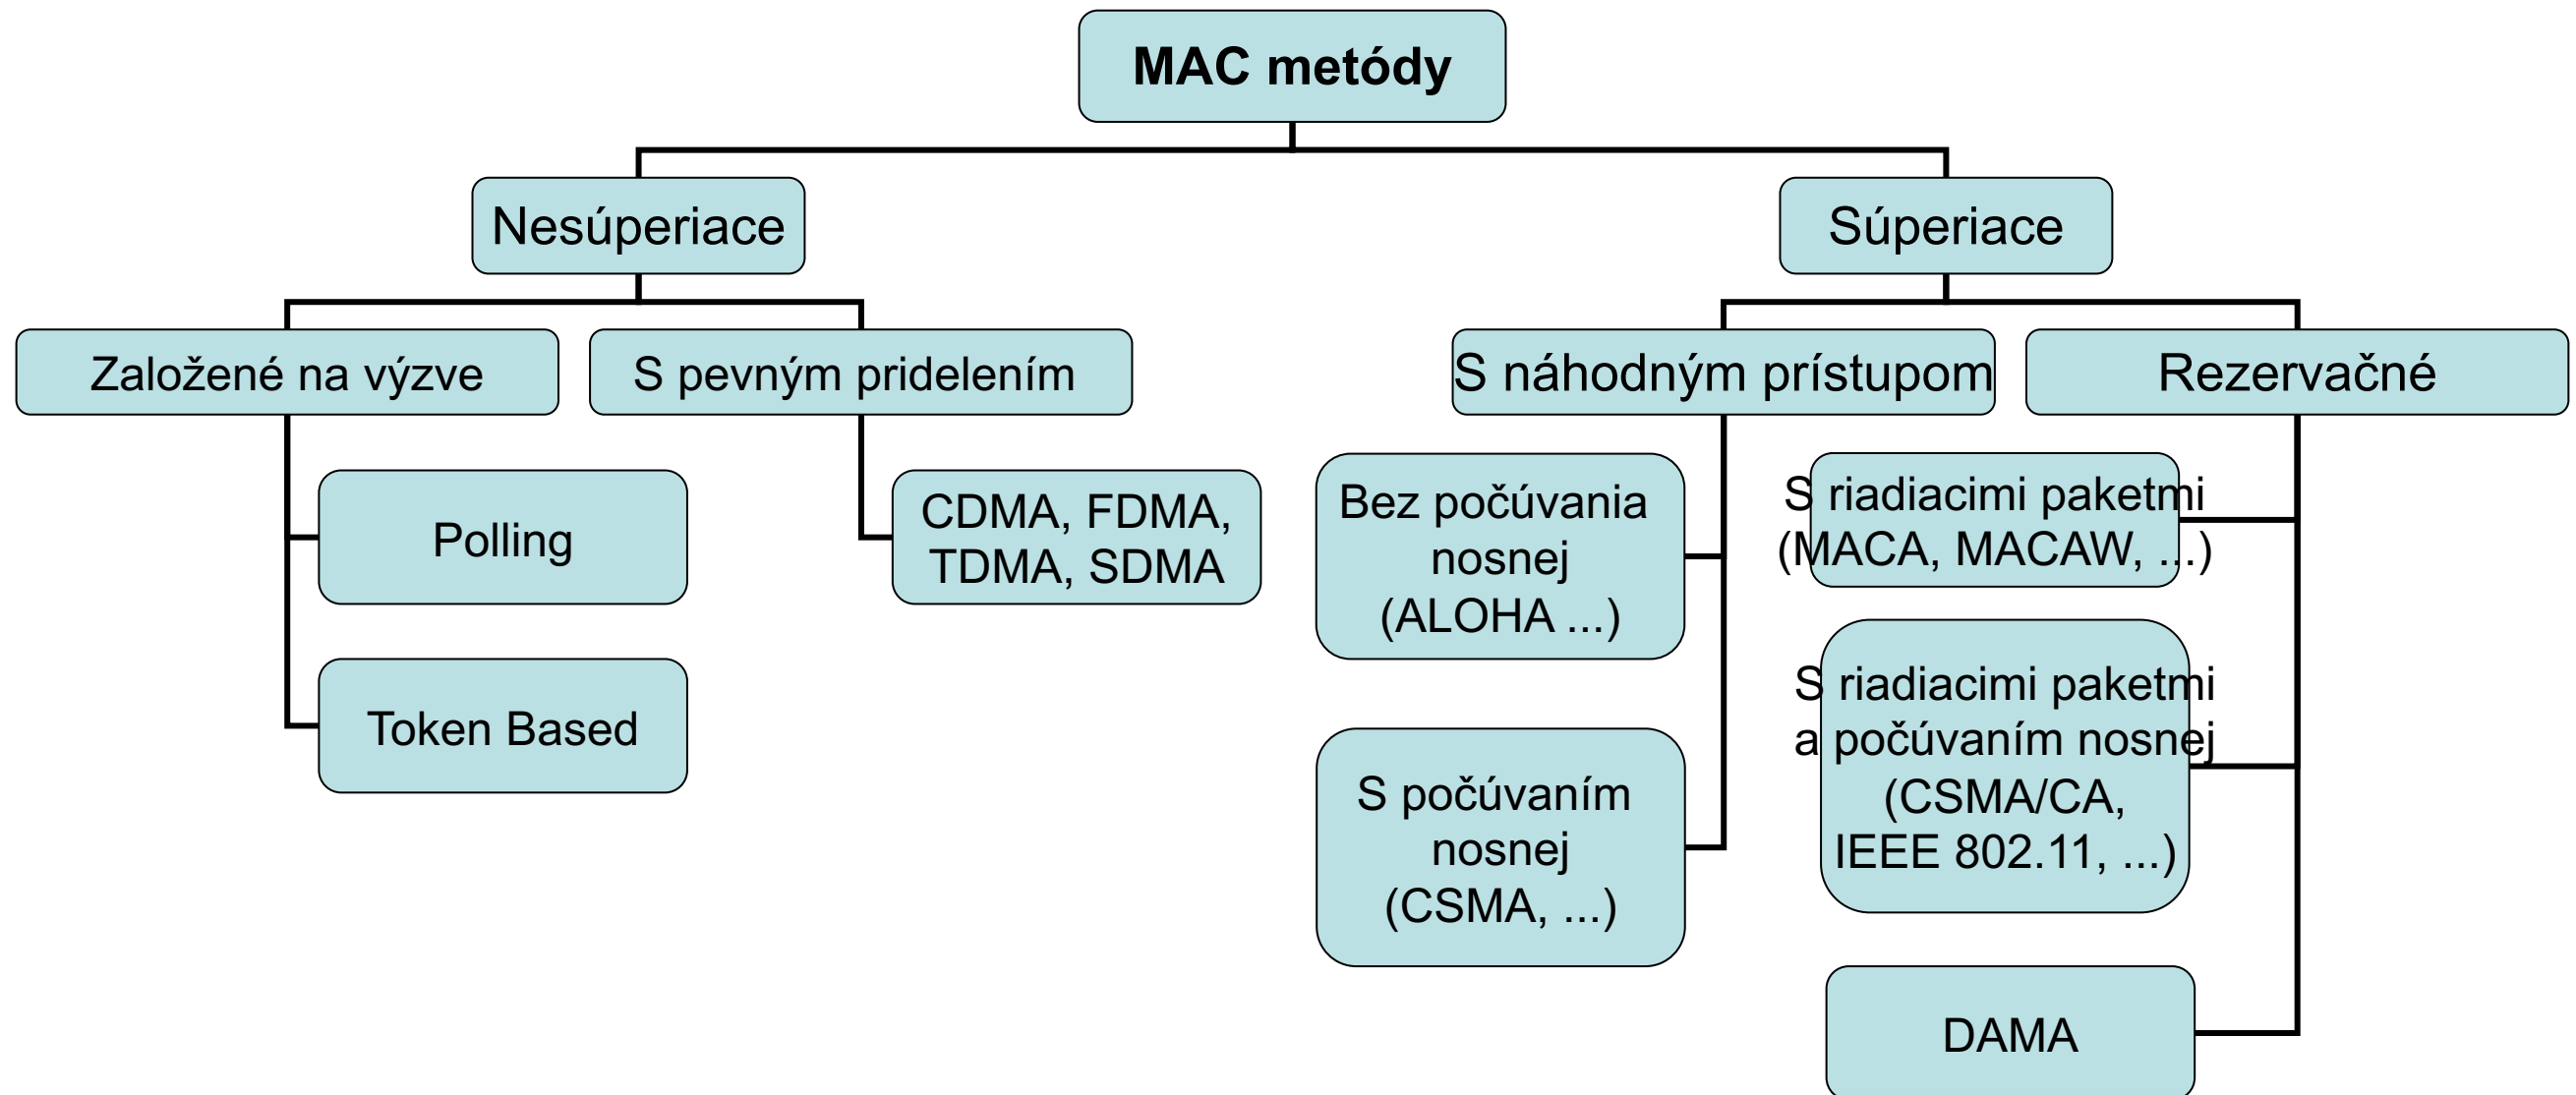 MAC metódy
Nesúperiace
Súperiace
Založené na výzve
S pevným pridelením
S náhodným prístupom
Rezervačné
Polling
Token Based
CDMA, FDMA,
TDMA, SDMA
Bez počúvania
nosnej
(ALOHA ...)
S počúvaním
nosnej
(CSMA, ...)
S riadiacimi paketmi
(MACA, MACAW, ...)
S riadiacimi paketmi
a počúvaním nosnej
(CSMA/CA,
IEEE 802.11, ...)
DAMA